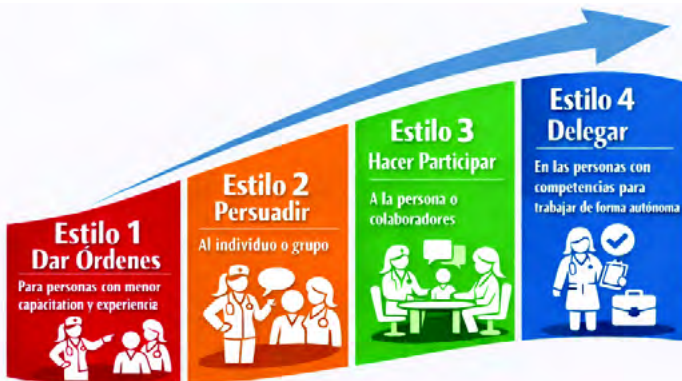 Estilo 1
Dar Órdenes
Para personas con menor
capacitation y experiencia
Estilo 2
Persuadir
Al individuo o grupo
Estilo 3
Hacer Participar
A la persona o
colaboradores
Estilo 4
Delegar
En las personas con
competencias para
trabajar de forma autónoma